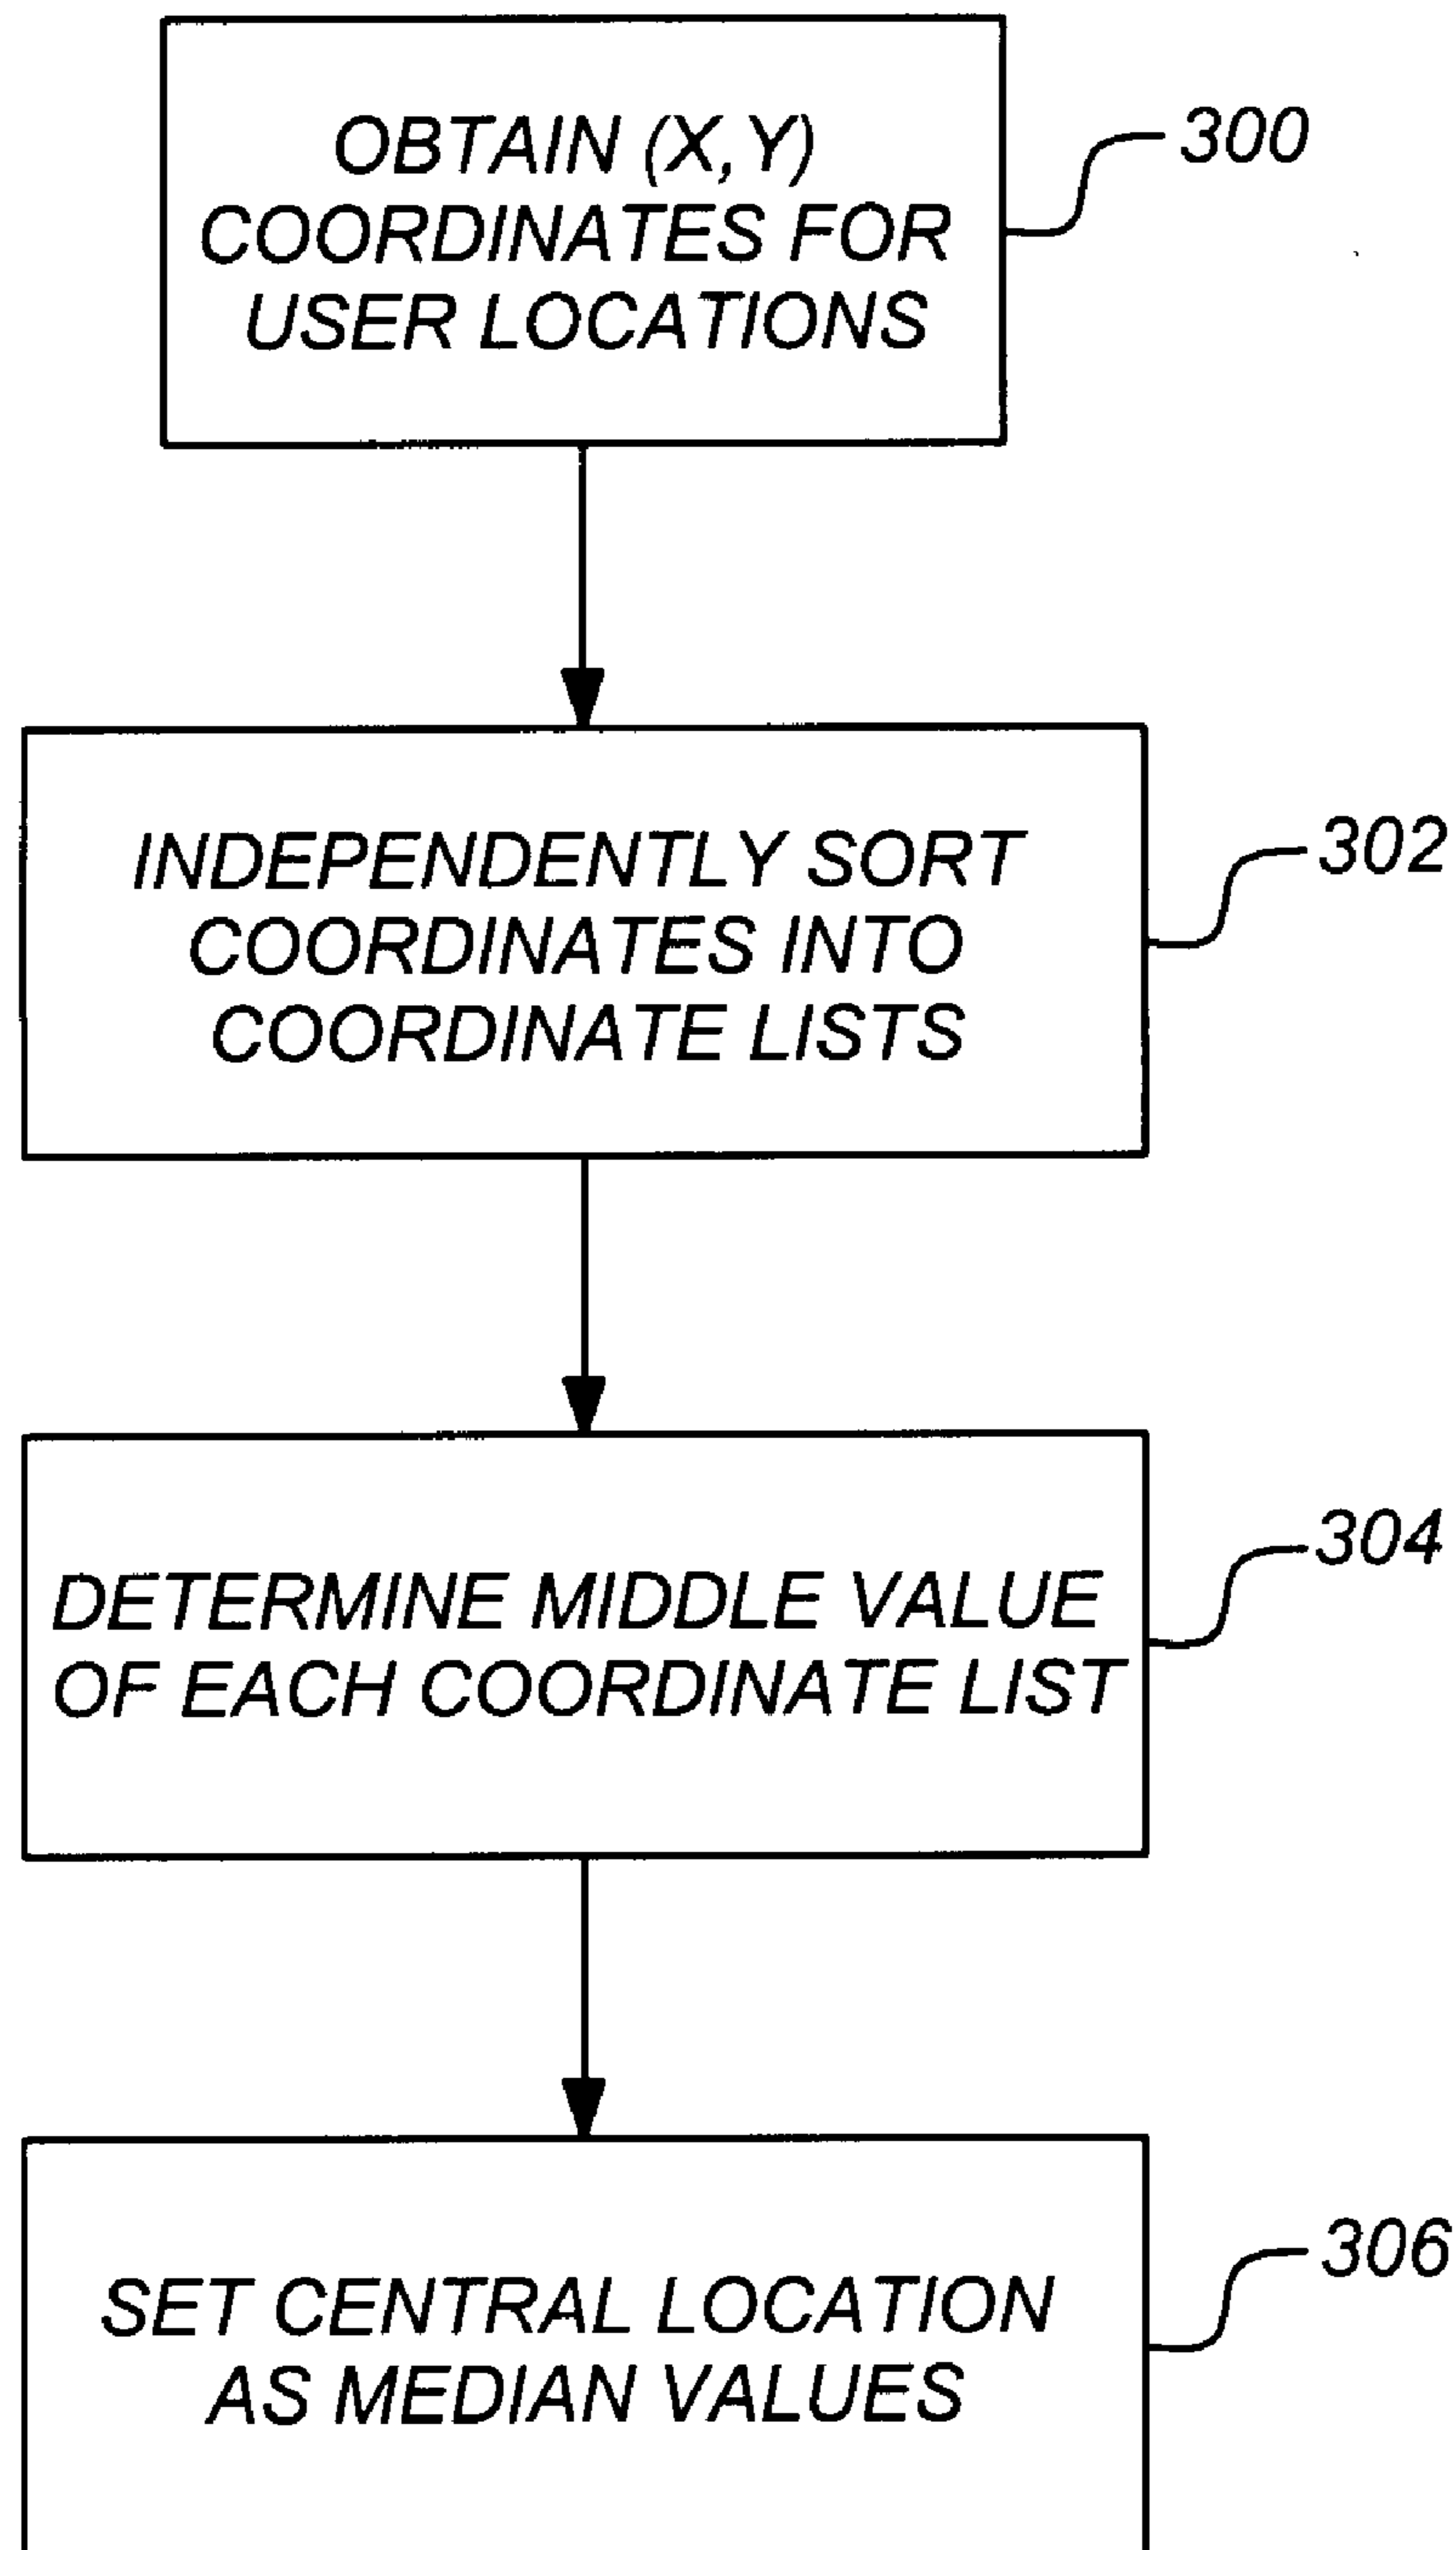 OBTAIN (X,Y)
COORDINATES FOR
USER LOCATIONS
300
INDEPENDENTLY SORT
COORDINATES INTO
COORDINATE LISTS
302
DETERMINE MIDDLE VALUE
OF EACH COORDINATE LIST
304
SET CENTRAL LOCATION
AS MEDIAN VALUES
306